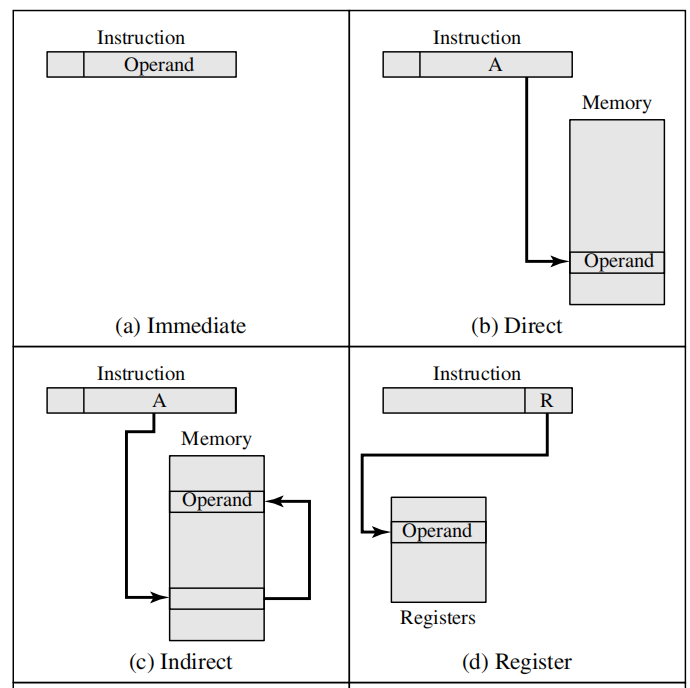 Instruction
Operand
(a) Immediate
Instruction
A
Memory
Operand
(b) Direct
Instruction
A
Memory
Operand
(c) Indirect
Instruction
R
Operand
Registers
(d) Register